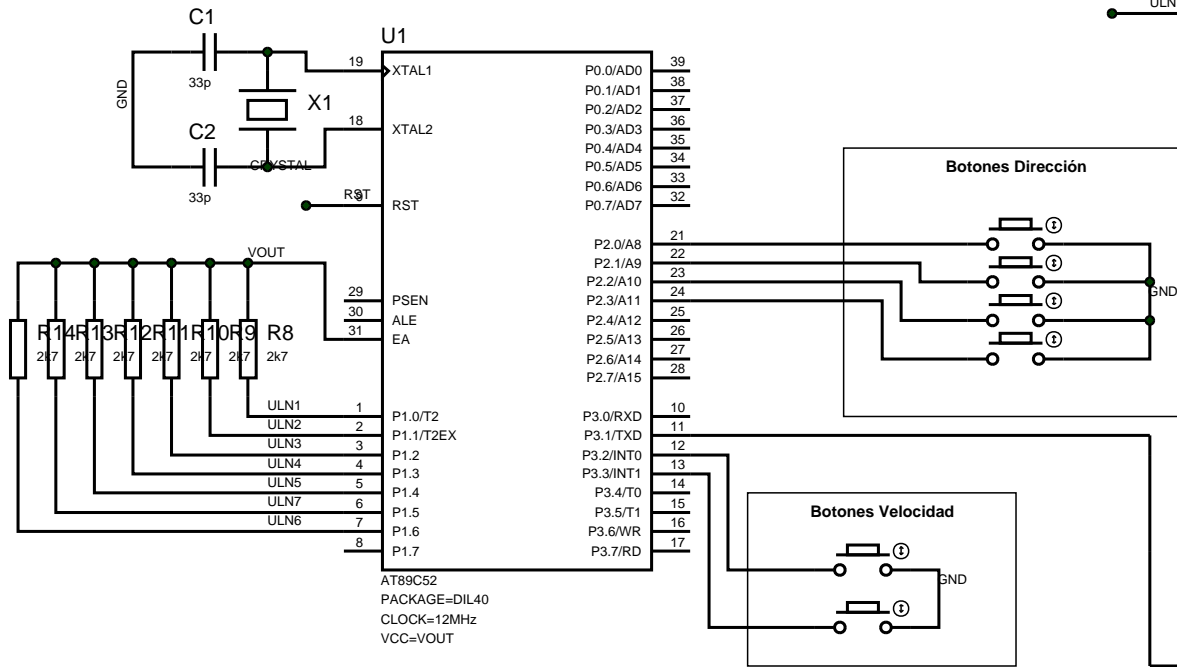 ULN
C1
33p
GND
X1
C2
33p
CRYSTAL
RST
VOUT
R14
2k7
R13
2k7
R12
2k7
R11
2k7
R10
2k7
R9
2k7
R8
2k7
ULN1
ULN2
ULN3
ULN4
ULN5
ULN7
ULN6
U1
19 XTAL1
18 XTAL2
9 RST
29 PSEN
30 ALE
31 EA
1 P1.0/T2
2 P1.1/T2EX
3 P1.2
4 P1.3
5 P1.4
6 P1.5
7 P1.6
8 P1.7
P0.0/AD0 39
P0.1/AD1 38
P0.2/AD2 37
P0.3/AD3 36
P0.4/AD4 35
P0.5/AD5 34
P0.6/AD6 33
P0.7/AD7 32
P2.0/A8 21
P2.1/A9 22
P2.2/A10 23
P2.3/A11 24
P2.4/A12 25
P2.5/A13 26
P2.6/A14 27
P2.7/A15 28
P3.0/RXD 10
P3.1/TXD 11
P3.2/INT0 12
P3.3/INT1 13
P3.4/T0 14
P3.5/T1 15
P3.6/WR 16
P3.7/RD 17
AT89C52
PACKAGE=DIL40
CLOCK=12MHz
VCC=VOUT
Botones Dirección
GND
Botones Velocidad
GND